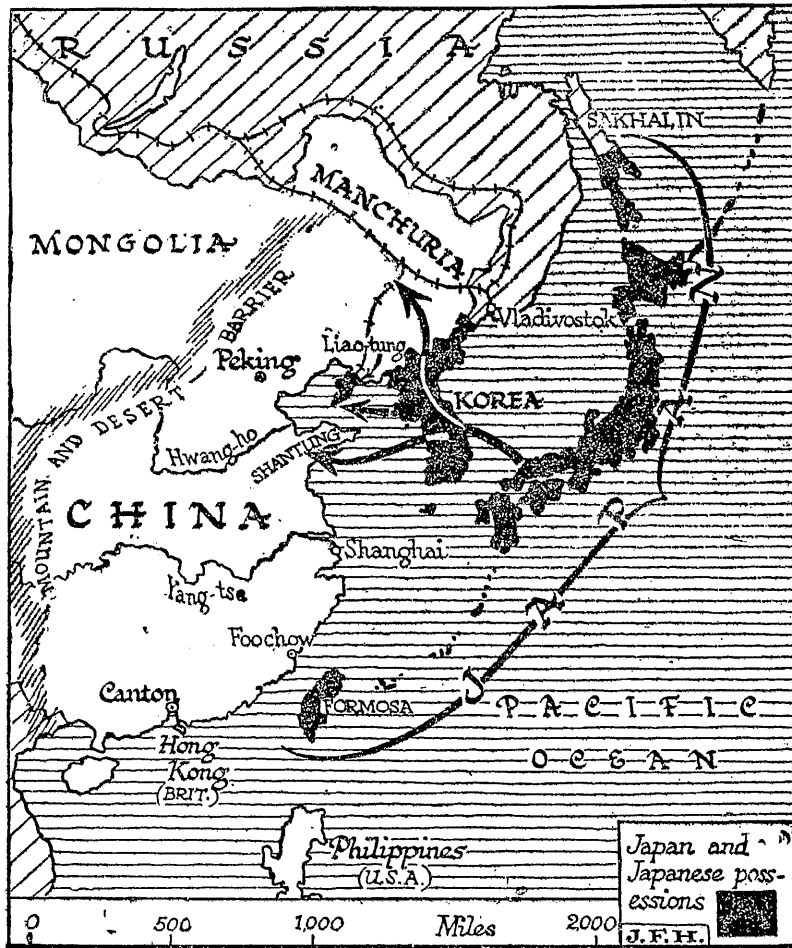 RUSSIA
SAKHALIN
MANCHURIA
MONGOLIA
MOUNTAIN AND DESERT BARRIER
Vladivostok
Liao-tung
Peking
KOREA
Hwang-ho
SHANTUNG
CHINA
JAPAN
Shanghai
Yang-tse
Foochow
Canton
FORMOSA
PACIFIC
OCEAN
Hong
Kong
(BRIT.)
Philippines
(U.S.A.)
Japan and
Japanese poss-
essions
J.F.H.
0 500 1,000 Miles 2,000